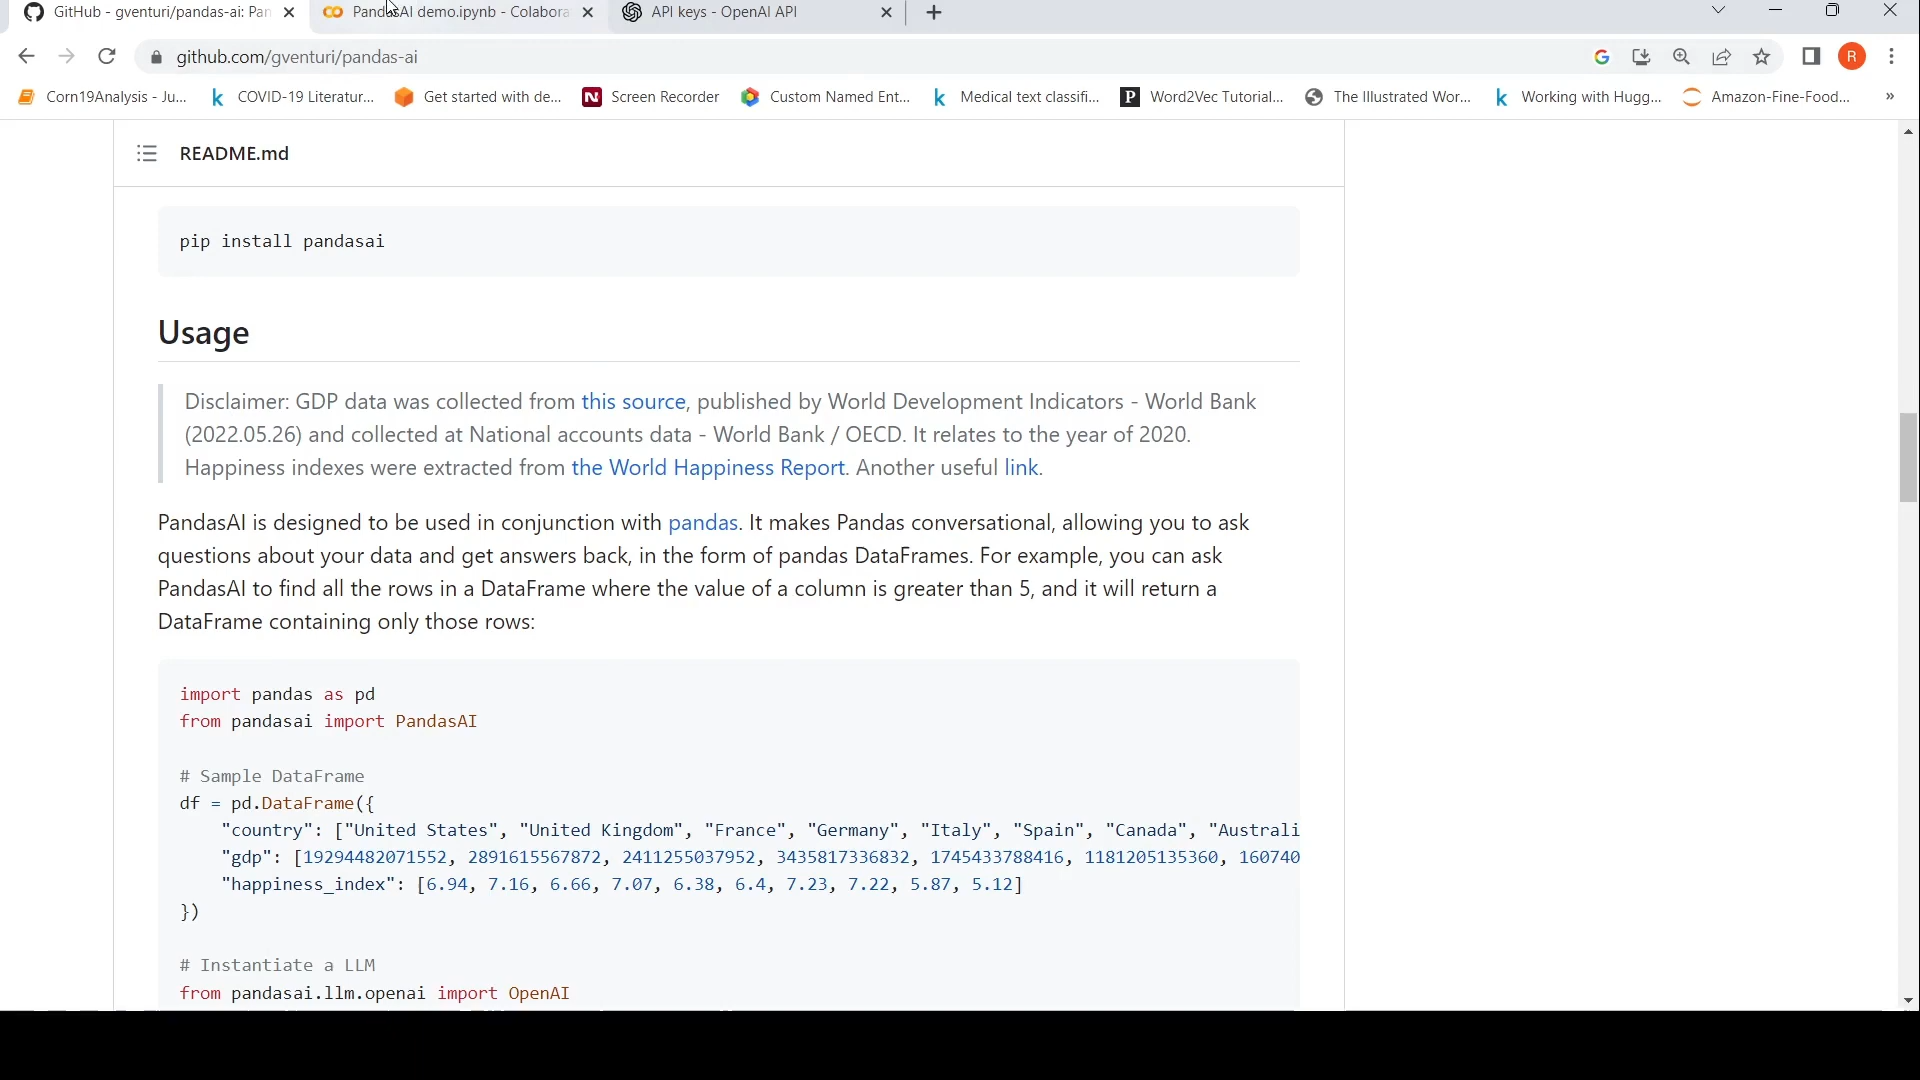 GitHub - gventuri/pandas-ai: Pan
PandasAI demo.ipynb - Colabora
API keys - OpenAI API
github.com/gventuri/pandas-ai
R
Corn19Analysis - Ju...
COVID-19 Literatur...
Get started with de...
Screen Recorder
Custom Named Ent...
Medical text classifi...
Word2Vec Tutorial...
The Illustrated Wor...
Working with Hugg...
Amazon-Fine-Food...
»
README.md
pip install pandasai
Usage
Disclaimer: GDP data was collected from this source, published by World Development Indicators - World Bank
(2022.05.26) and collected at National accounts data - World Bank / OECD. It relates to the year of 2020.
Happiness indexes were extracted from the World Happiness Report. Another useful link.
PandasAI is designed to be used in conjunction with pandas. It makes Pandas conversational, allowing you to ask
questions about your data and get answers back, in the form of pandas DataFrames. For example, you can ask
PandasAI to find all the rows in a DataFrame where the value of a column is greater than 5, and it will return a
DataFrame containing only those rows:
import pandas as pd
from pandasai import PandasAI
# Sample DataFrame
df = pd.DataFrame({
"country": ["United States", "United Kingdom", "France", "Germany", "Italy", "Spain", "Canada", "Australi
"gdp": [19294482071552, 2891615567872, 2411255037952, 3435817336832, 1745433788416, 1181205135360, 160740
"happiness_index": [6.94, 7.16, 6.66, 7.07, 6.38, 6.4, 7.23, 7.22, 5.87, 5.12]
})
# Instantiate a LLM
from pandasai.llm.openai import OpenAI